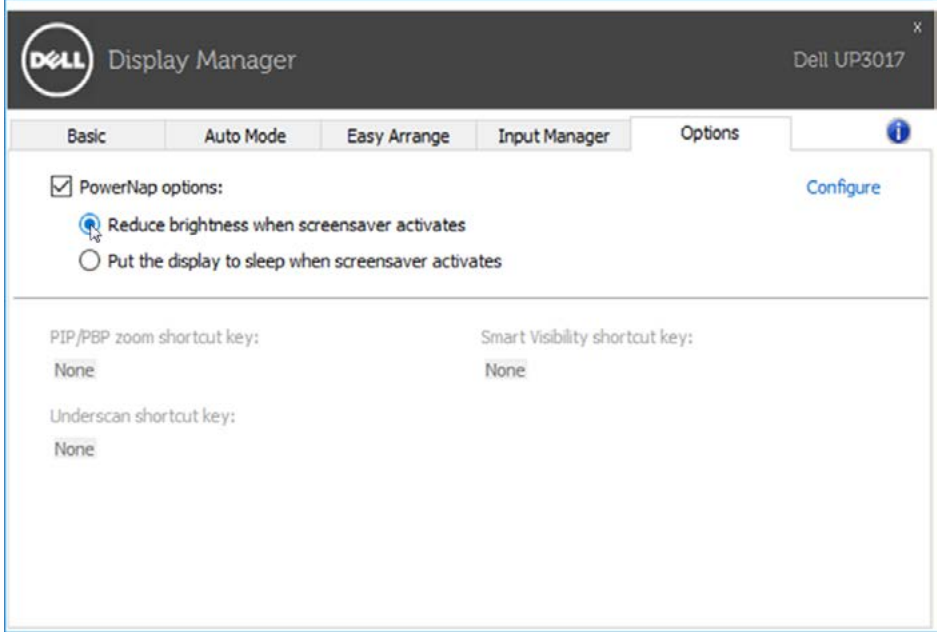 x
DELL Display Manager Dell UP3017
Basic Auto Mode Easy Arrange Input Manager Options i
PowerNap options: Configure
Reduce brightness when screensaver activates
Put the display to sleep when screensaver activates
PIP/PBP zoom shortcut key: Smart Visibility shortcut key:
None None
Underscan shortcut key:
None